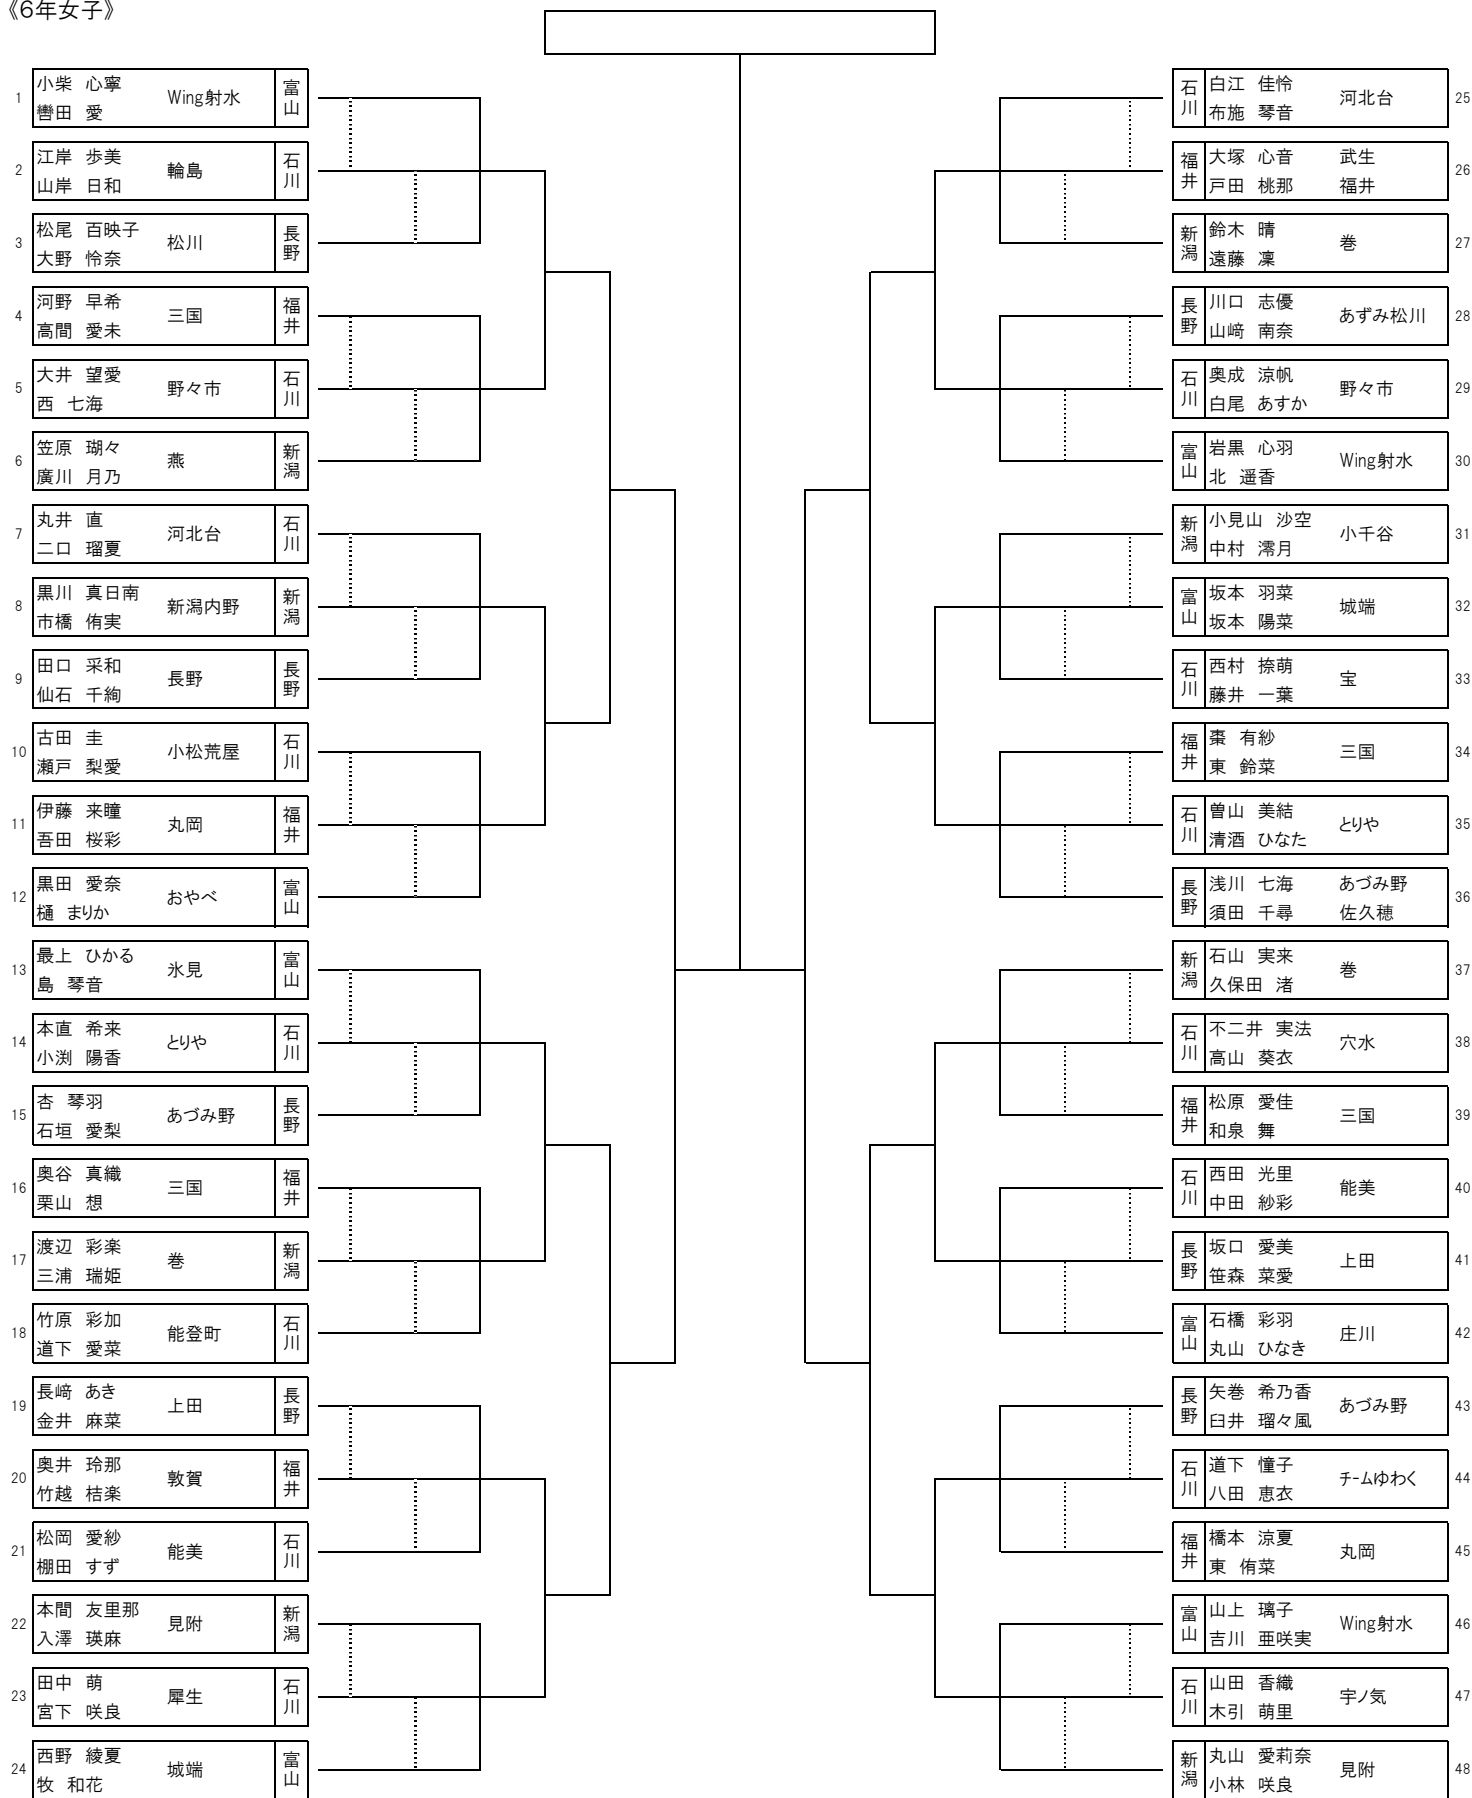 《6年女子》
1 小柴 心寧 Wing射水 富山
轡田 愛
2 江岸 歩美 輪島 石川
山岸 日和
3 松尾 百映子 松川 長野
大野 怜奈
4 河野 早希 三国 福井
高間 愛未
5 大井 望愛 野々市 石川
西 七海
6 笠原 瑚々 燕 新潟
廣川 月乃
7 丸井 直 河北台 石川
二口 瑠夏
8 黒川 真日南 新潟内野 新潟
市橋 侑実
9 田口 采和 長野 長野
仙石 千絢
10 古田 圭 小松荒屋 石川
瀬戸 梨愛
11 伊藤 来瞳 丸岡 福井
吾田 桜彩
12 黒田 愛奈 おやべ 富山
樋 まりか
13 最上 ひかる 氷見 富山
島 琴音
14 本直 希来 とりや 石川
小渕 陽香
15 杏 琴羽 あづみ野 長野
石垣 愛梨
16 奥谷 真織 三国 福井
栗山 想
17 渡辺 彩楽 巻 新潟
三浦 瑞姫
18 竹原 彩加 能登町 石川
道下 愛菜
19 長﨑 あき 上田 長野
金井 麻菜
20 奥井 玲那 敦賀 福井
竹越 桔楽
21 松岡 愛紗 能美 石川
棚田 すず
22 本間 友里那 見附 新潟
入澤 瑛麻
23 田中 萌 犀生 石川
宮下 咲良
24 西野 綾夏 城端 富山
牧 和花
石川 白江 佳怜 河北台 25
布施 琴音
福井 大塚 心音 武生 26
戸田 桃那 福井
新潟 鈴木 晴 巻 27
遠藤 凜
長野 川口 志優 あずみ松川 28
山﨑 南奈
石川 奥成 涼帆 野々市 29
白尾 あすか
富山 岩黒 心羽 Wing射水 30
北 遥香
新潟 小見山 沙空 小千谷 31
中村 澪月
富山 坂本 羽菜 城端 32
坂本 陽菜
石川 西村 捺萌 宝 33
藤井 一葉
福井 棗 有紗 三国 34
東 鈴菜
石川 曽山 美結 とりや 35
清酒 ひなた
長野 浅川 七海 あづみ野 36
須田 千尋 佐久穂
新潟 石山 実来 巻 37
久保田 渚
石川 不二井 実法 穴水 38
高山 葵衣
福井 松原 愛佳 三国 39
和泉 舞
石川 西田 光里 能美 40
中田 紗彩
長野 坂口 愛美 上田 41
笹森 菜愛
富山 石橋 彩羽 庄川 42
丸山 ひなき
長野 矢巻 希乃香 あづみ野 43
臼井 瑠々風
石川 道下 憧子 チームゆわく 44
八田 恵衣
福井 橋本 涼夏 丸岡 45
東 侑菜
富山 山上 璃子 Wing射水 46
吉川 亜咲実
石川 山田 香織 宇ノ気 47
木引 萌里
新潟 丸山 愛莉奈 見附 48
小林 咲良